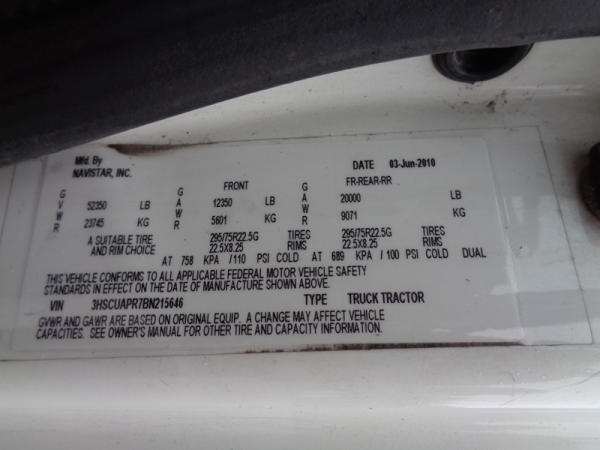 Mfd. By
NAVISTAR, INC.
DATE 03-Jun-2010
G G FRONT G FR-REAR-RR
V 52350 LB A 12350 LB A 20000 LB
W W W
R 23745 KG R 5601 KG R 9071 KG
A SUITABLE TIRE 295/75R22.5G TIRES 295/75R22.5G TIRES
AND RIM CHOICE 22.5X8.25 RIMS 22.5X8.25 RIMS
AT 758 KPA /110 PSI COLD AT 689 KPA /100 PSI COLD DUAL
THIS VEHICLE CONFORMS TO ALL APPLICABLE FEDERAL MOTOR VEHICLE SAFETY
STANDARDS IN EFFECT ON THE DATE OF MANUFACTURE SHOWN ABOVE.
VIN 3HSCUAPR7BN215646 TYPE TRUCK TRACTOR
GVWR AND GAWR ARE BASED ON ORIGINAL EQUIP. A CHANGE MAY AFFECT VEHICLE
CAPACITIES. SEE OWNER'S MANUAL FOR OTHER TIRE AND CAPACITY INFORMATION.